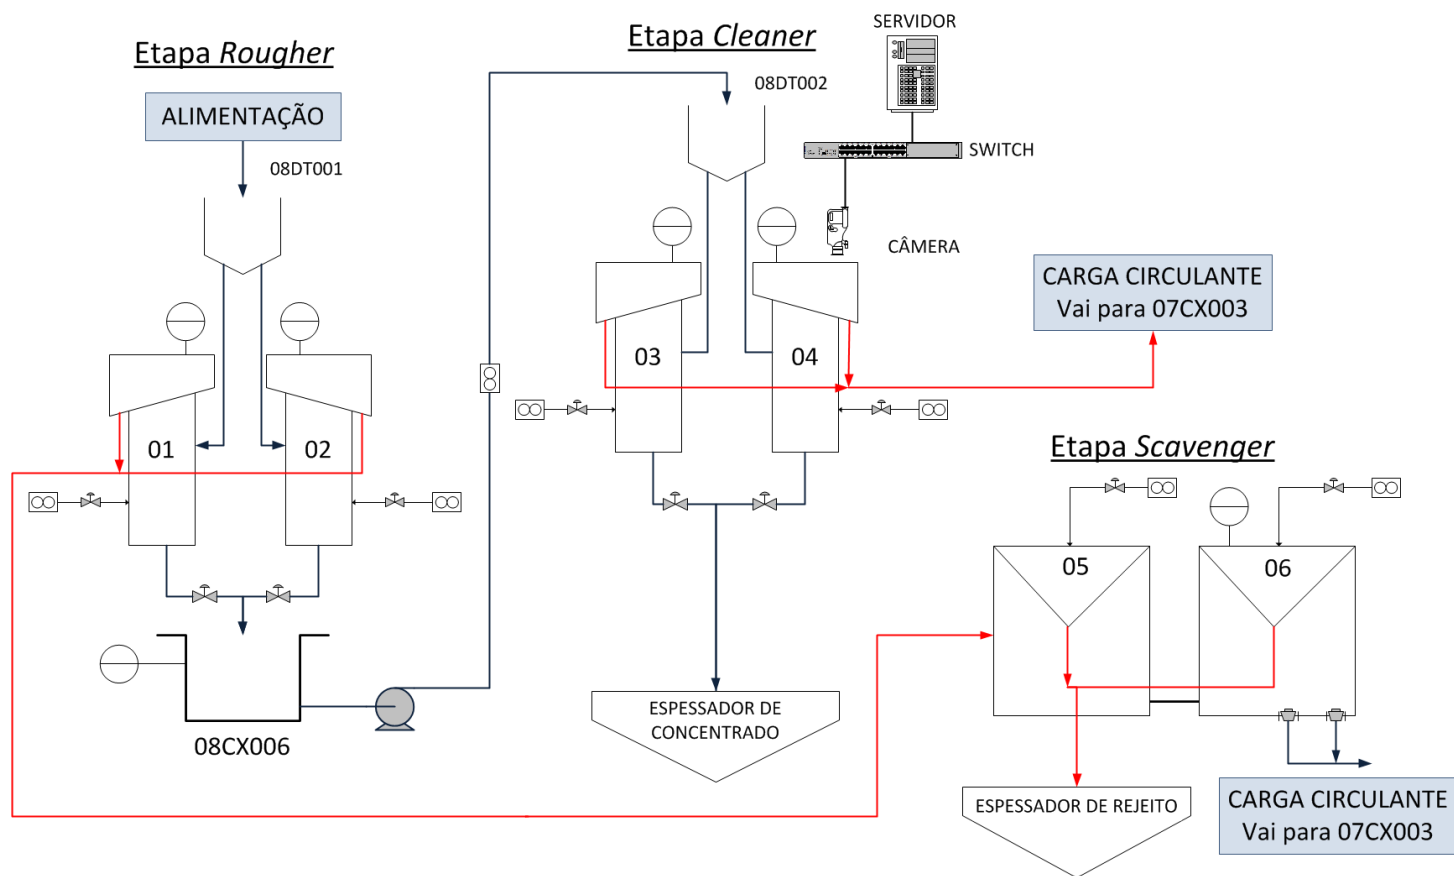 Etapa Rougher
ALIMENTAÇÃO
08DT001
01
02
08CX006
Etapa Cleaner
08DT002
SERVIDOR
SWITCH
CÂMERA
03
04
CARGA CIRCULANTE
Vai para 07CX003
ESPESSADOR DE
CONCENTRADO
Etapa Scavenger
05
06
ESPESSADOR DE REJEITO
CARGA CIRCULANTE
Vai para 07CX003